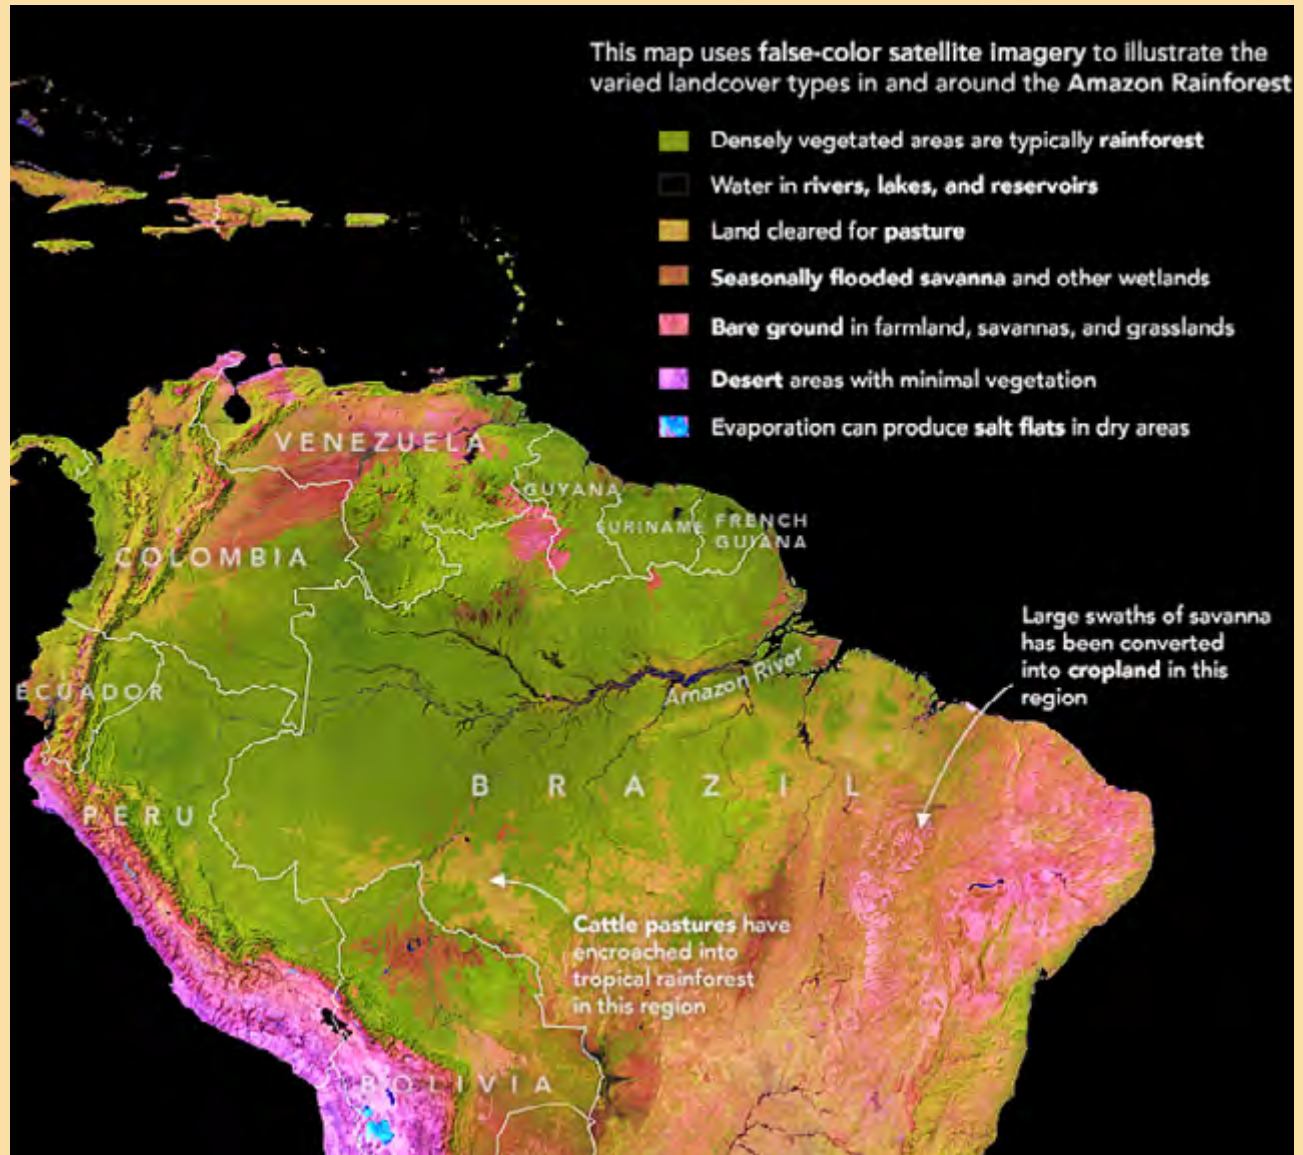 This map uses false-color satellite imagery to illustrate the
varied landcover types in and around the Amazon Rainforest
Densely vegetated areas are typically rainforest
Water in rivers, lakes, and reservoirs
Land cleared for pasture
Seasonally flooded savanna and other wetlands
Bare ground in farmland, savannas, and grasslands
Desert areas with minimal vegetation
Evaporation can produce salt flats in dry areas
VENEZUELA
GUYANA
SURINAME
FRENCH
GUIANA
COLOMBIA
Large swaths of savanna
has been converted
into cropland in this
region
ECUADOR
Amazon River
BRAZIL
PERU
Cattle pastures have
encroached into
tropical rainforest
in this region
BOLIVIA